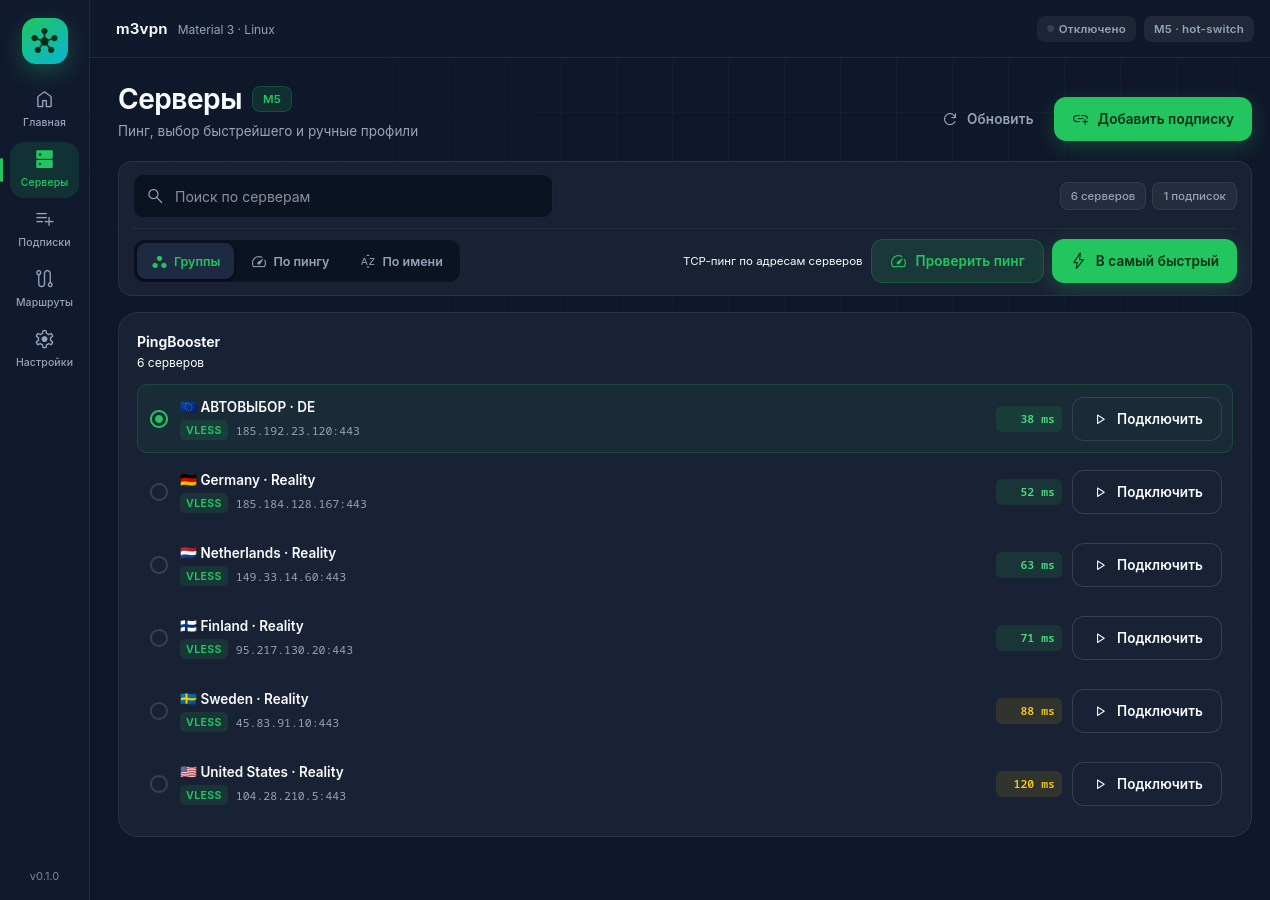 m3vpn Material 3 · Linux
Отключено
M5 · hot-switch
Главная
Серверы
Подписки
Маршруты
Настройки
v0.1.0
Серверы M5
Пинг, выбор быстрейшего и ручные профили
Обновить
Добавить подписку
Поиск по серверам
6 серверов
1 подписок
Группы
По пингу
AZ По имени
TCP-пинг по адресам серверов
Проверить пинг
В самый быстрый
PingBooster
6 серверов
🇪🇺 АВТОВЫБОР · DE
VLESS 185.192.23.120:443
38 ms
Подключить
🇩🇪 Germany · Reality
VLESS 185.184.128.167:443
52 ms
Подключить
🇳🇱 Netherlands · Reality
VLESS 149.33.14.60:443
63 ms
Подключить
🇫🇮 Finland · Reality
VLESS 95.217.130.20:443
71 ms
Подключить
🇸🇪 Sweden · Reality
VLESS 45.83.91.10:443
88 ms
Подключить
🇺🇸 United States · Reality
VLESS 104.28.210.5:443
120 ms
Подключить